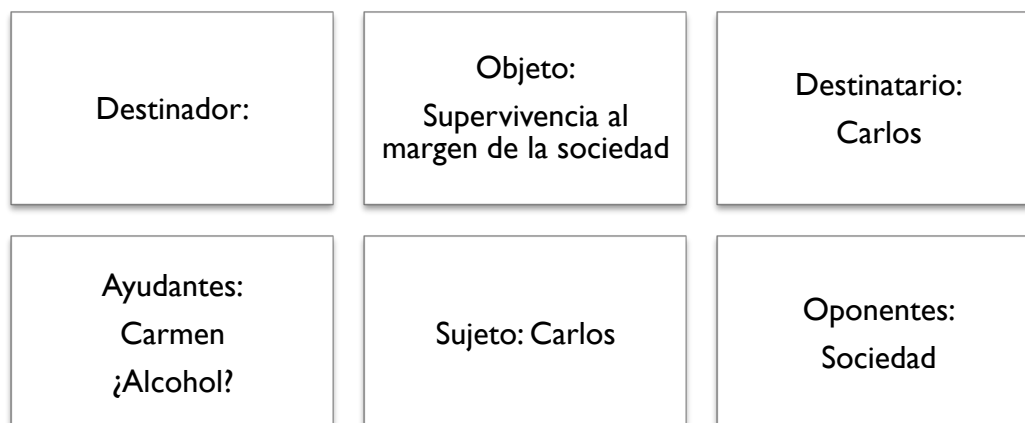 Destinador:
Objeto:
Supervivencia al
margen de la sociedad
Destinatario:
Carlos
Ayudantes:
Carmen
¿Alcohol?
Sujeto: Carlos
Oponentes:
Sociedad